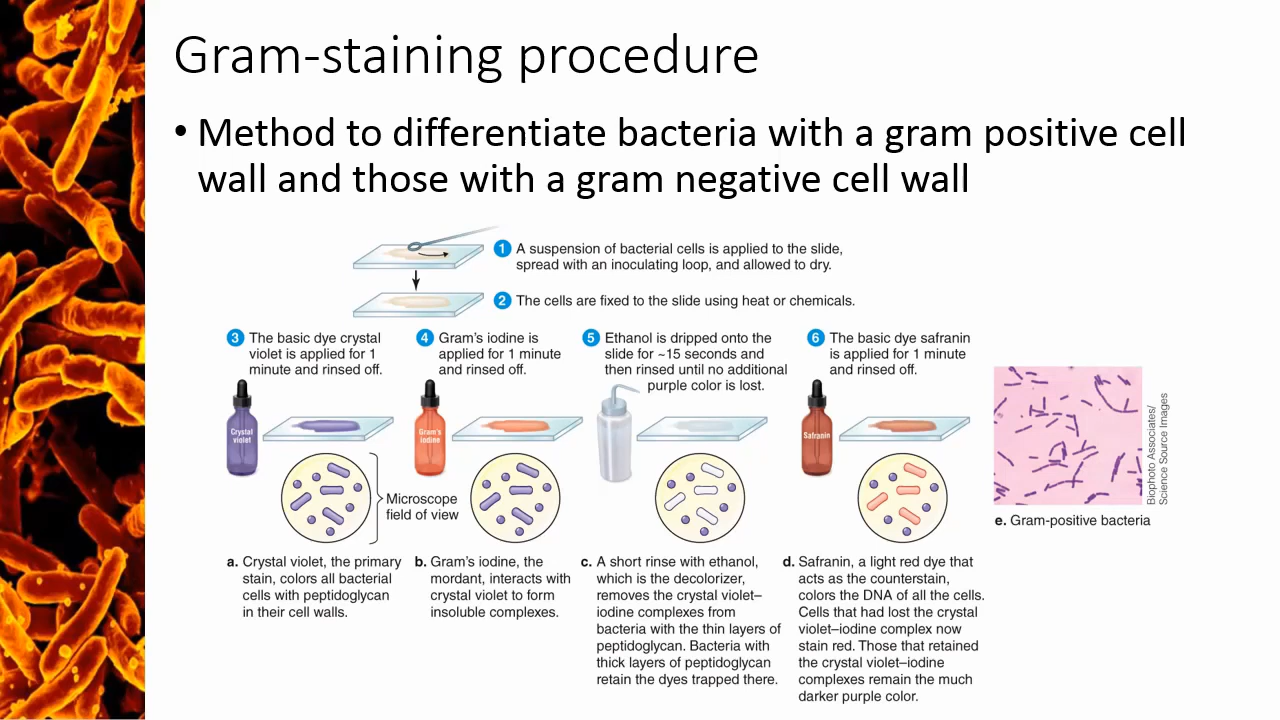 Gram-staining procedure
• Method to differentiate bacteria with a gram positive cell
wall and those with a gram negative cell wall
1 A suspension of bacterial cells is applied to the slide,
spread with an inoculating loop, and allowed to dry.
2 The cells are fixed to the slide using heat or chemicals.
3 The basic dye crystal
violet is applied for 1
minute and rinsed off.
4 Gram's iodine is
applied for 1 minute
and rinsed off.
5 Ethanol is dripped onto the
slide for ~15 seconds and
then rinsed until no additional
purple color is lost.
6 The basic dye safranin
is applied for 1 minute
and rinsed off.
Crystal
violet
Gram's
iodine
Safranin
Microscope
field of view
Biophoto Associates/
Science Source Images
e. Gram-positive bacteria
a. Crystal violet, the primary
stain, colors all bacterial
cells with peptidoglycan
in their cell walls.
b. Gram's iodine, the
mordant, interacts with
crystal violet to form
insoluble complexes.
c. A short rinse with ethanol,
which is the decolorizer,
removes the crystal violet–
iodine complexes from
bacteria with the thin layers of
peptidoglycan. Bacteria with
thick layers of peptidoglycan
retain the dyes trapped there.
d. Safranin, a light red dye that
acts as the counterstain,
colors the DNA of all the cells.
Cells that had lost the crystal
violet–iodine complex now
stain red. Those that retained
the crystal violet–iodine
complexes remain the much
darker purple color.